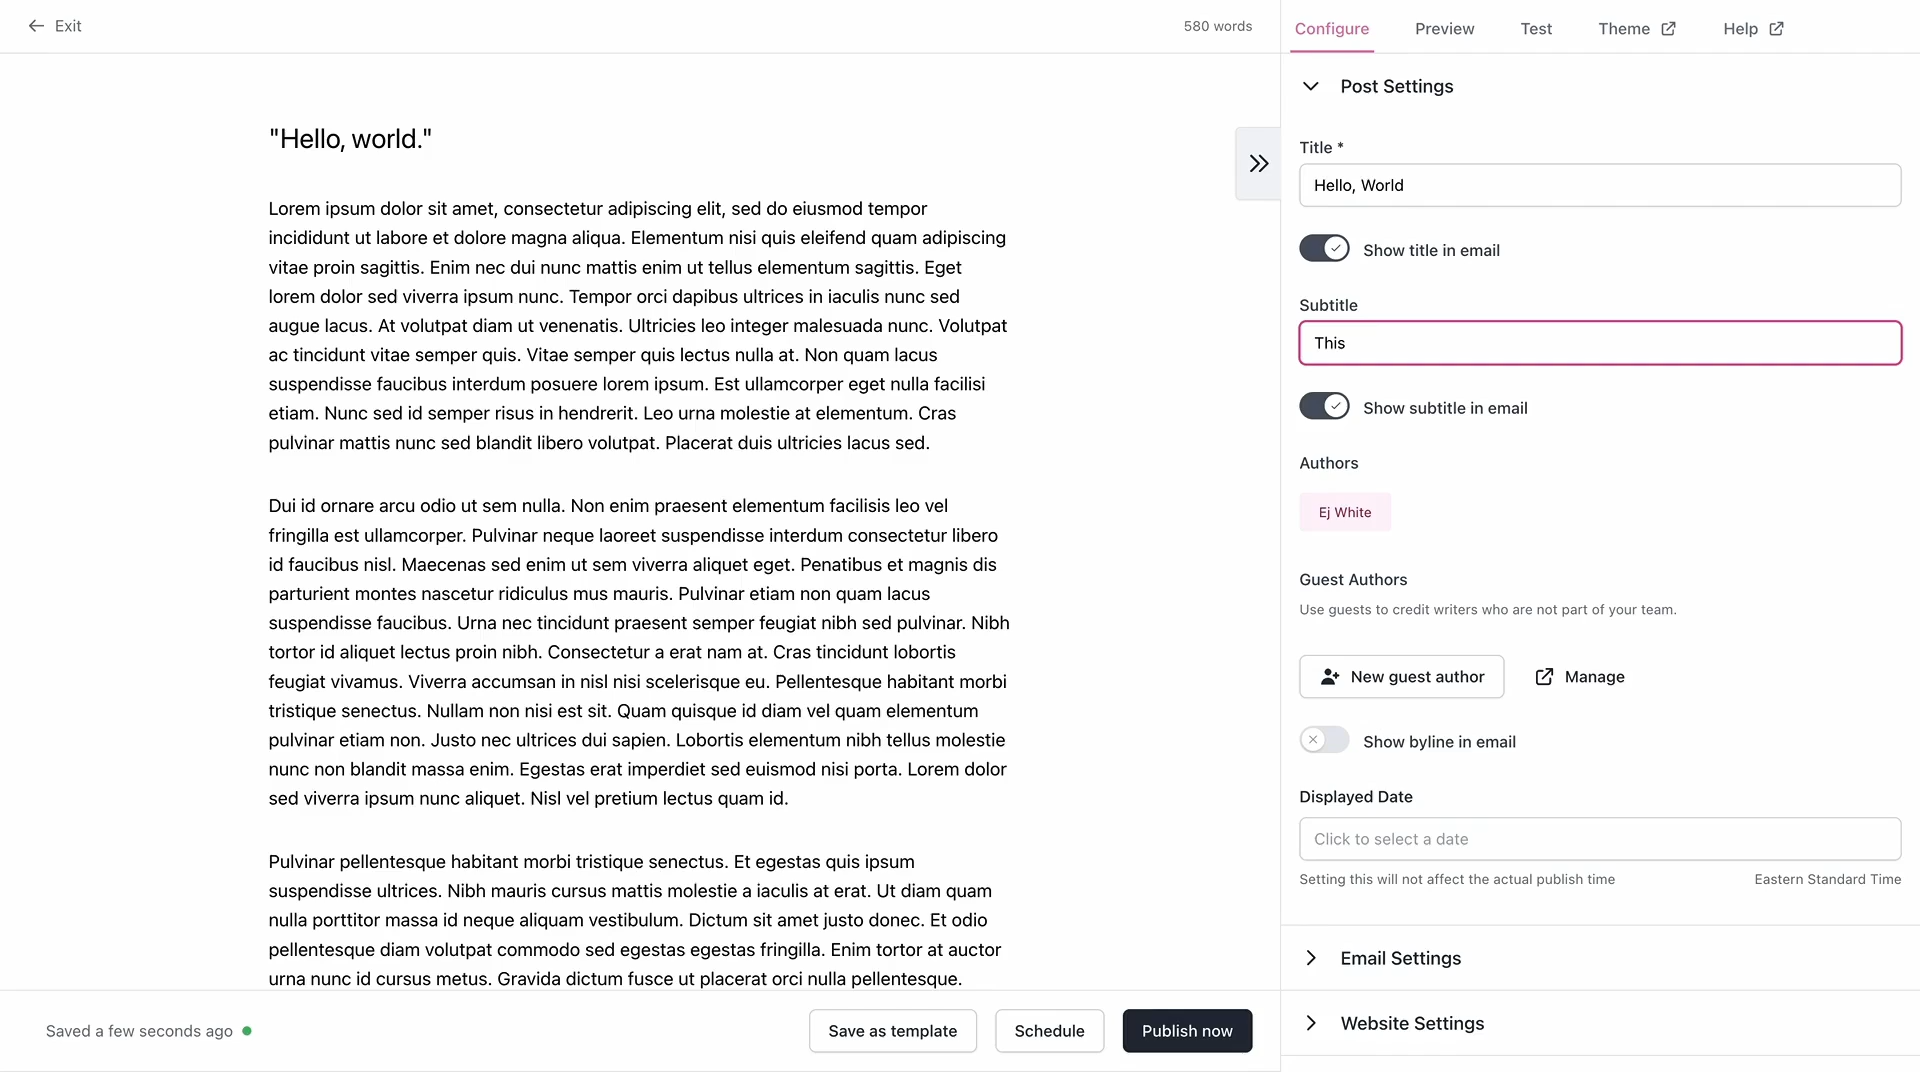 Exit
580 words
Configure
Preview
Test
Theme
Help
"Hello, world."
Lorem ipsum dolor sit amet, consectetur adipiscing elit, sed do eiusmod tempor
incididunt ut labore et dolore magna aliqua. Elementum nisi quis eleifend quam adipiscing
vitae proin sagittis. Enim nec dui nunc mattis enim ut tellus elementum sagittis. Eget
lorem dolor sed viverra ipsum nunc. Tempor orci dapibus ultrices in iaculis nunc sed
augue lacus. At volutpat diam ut venenatis. Ultricies leo integer malesuada nunc. Volutpat
ac tincidunt vitae semper quis. Vitae semper quis lectus nulla at. Non quam lacus
suspendisse faucibus interdum posuere lorem ipsum. Est ullamcorper eget nulla facilisi
etiam. Nunc sed id semper risus in hendrerit. Leo urna molestie at elementum. Cras
pulvinar mattis nunc sed blandit libero volutpat. Placerat duis ultricies lacus sed.
Dui id ornare arcu odio ut sem nulla. Non enim praesent elementum facilisis leo vel
fringilla est ullamcorper. Pulvinar neque laoreet suspendisse interdum consectetur libero
id faucibus nisl. Maecenas sed enim ut sem viverra aliquet eget. Penatibus et magnis dis
parturient montes nascetur ridiculus mus mauris. Pulvinar etiam non quam lacus
suspendisse faucibus. Urna nec tincidunt praesent semper feugiat nibh sed pulvinar. Nibh
tortor id aliquet lectus proin nibh. Consectetur a erat nam at. Cras tincidunt lobortis
feugiat vivamus. Viverra accumsan in nisl nisi scelerisque eu. Pellentesque habitant morbi
tristique senectus. Nullam non nisi est sit. Quam quisque id diam vel quam elementum
pulvinar etiam non. Justo nec ultrices dui sapien. Lobortis elementum nibh tellus molestie
nunc non blandit massa enim. Egestas erat imperdiet sed euismod nisi porta. Lorem dolor
sed viverra ipsum nunc aliquet. Nisl vel pretium lectus quam id.
Pulvinar pellentesque habitant morbi tristique senectus. Et egestas quis ipsum
suspendisse ultrices. Nibh mauris cursus mattis molestie a iaculis at erat. Ut diam quam
nulla porttitor massa id neque aliquam vestibulum. Dictum sit amet justo donec. Et odio
pellentesque diam volutpat commodo sed egestas egestas fringilla. Enim tortor at auctor
urna nunc id cursus metus. Gravida dictum fusce ut placerat orci nulla pellentesque.
Saved a few seconds ago
Save as template
Schedule
Publish now
Post Settings
Title *
Hello, World
Show title in email
Subtitle
This
Show subtitle in email
Authors
Ej White
Guest Authors
Use guests to credit writers who are not part of your team.
New guest author
Manage
Show byline in email
Displayed Date
Click to select a date
Setting this will not affect the actual publish time
Eastern Standard Time
Email Settings
Website Settings